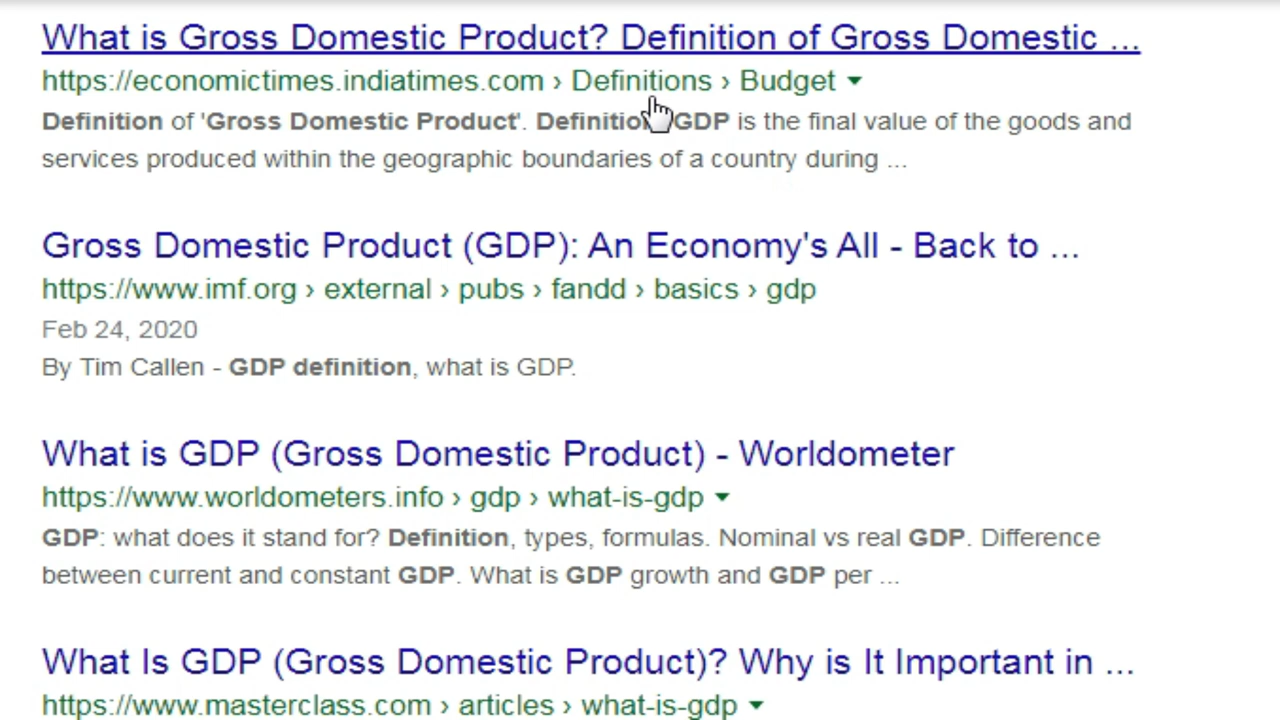 What is Gross Domestic Product? Definition of Gross Domestic ...
https://economictimes.indiatimes.com › Definitions › Budget
Definition of 'Gross Domestic Product'. Definition GDP is the final value of the goods and
services produced within the geographic boundaries of a country during ...
Gross Domestic Product (GDP): An Economy's All - Back to ...
https://www.imf.org › external › pubs › fandd › basics › gdp
Feb 24, 2020
By Tim Callen - GDP definition, what is GDP.
What is GDP (Gross Domestic Product) - Worldometer
https://www.worldometers.info › gdp › what-is-gdp
GDP: what does it stand for? Definition, types, formulas. Nominal vs real GDP. Difference
between current and constant GDP. What is GDP growth and GDP per ...
What Is GDP (Gross Domestic Product)? Why is It Important in ...
https://www.masterclass.com › articles › what-is-gdp